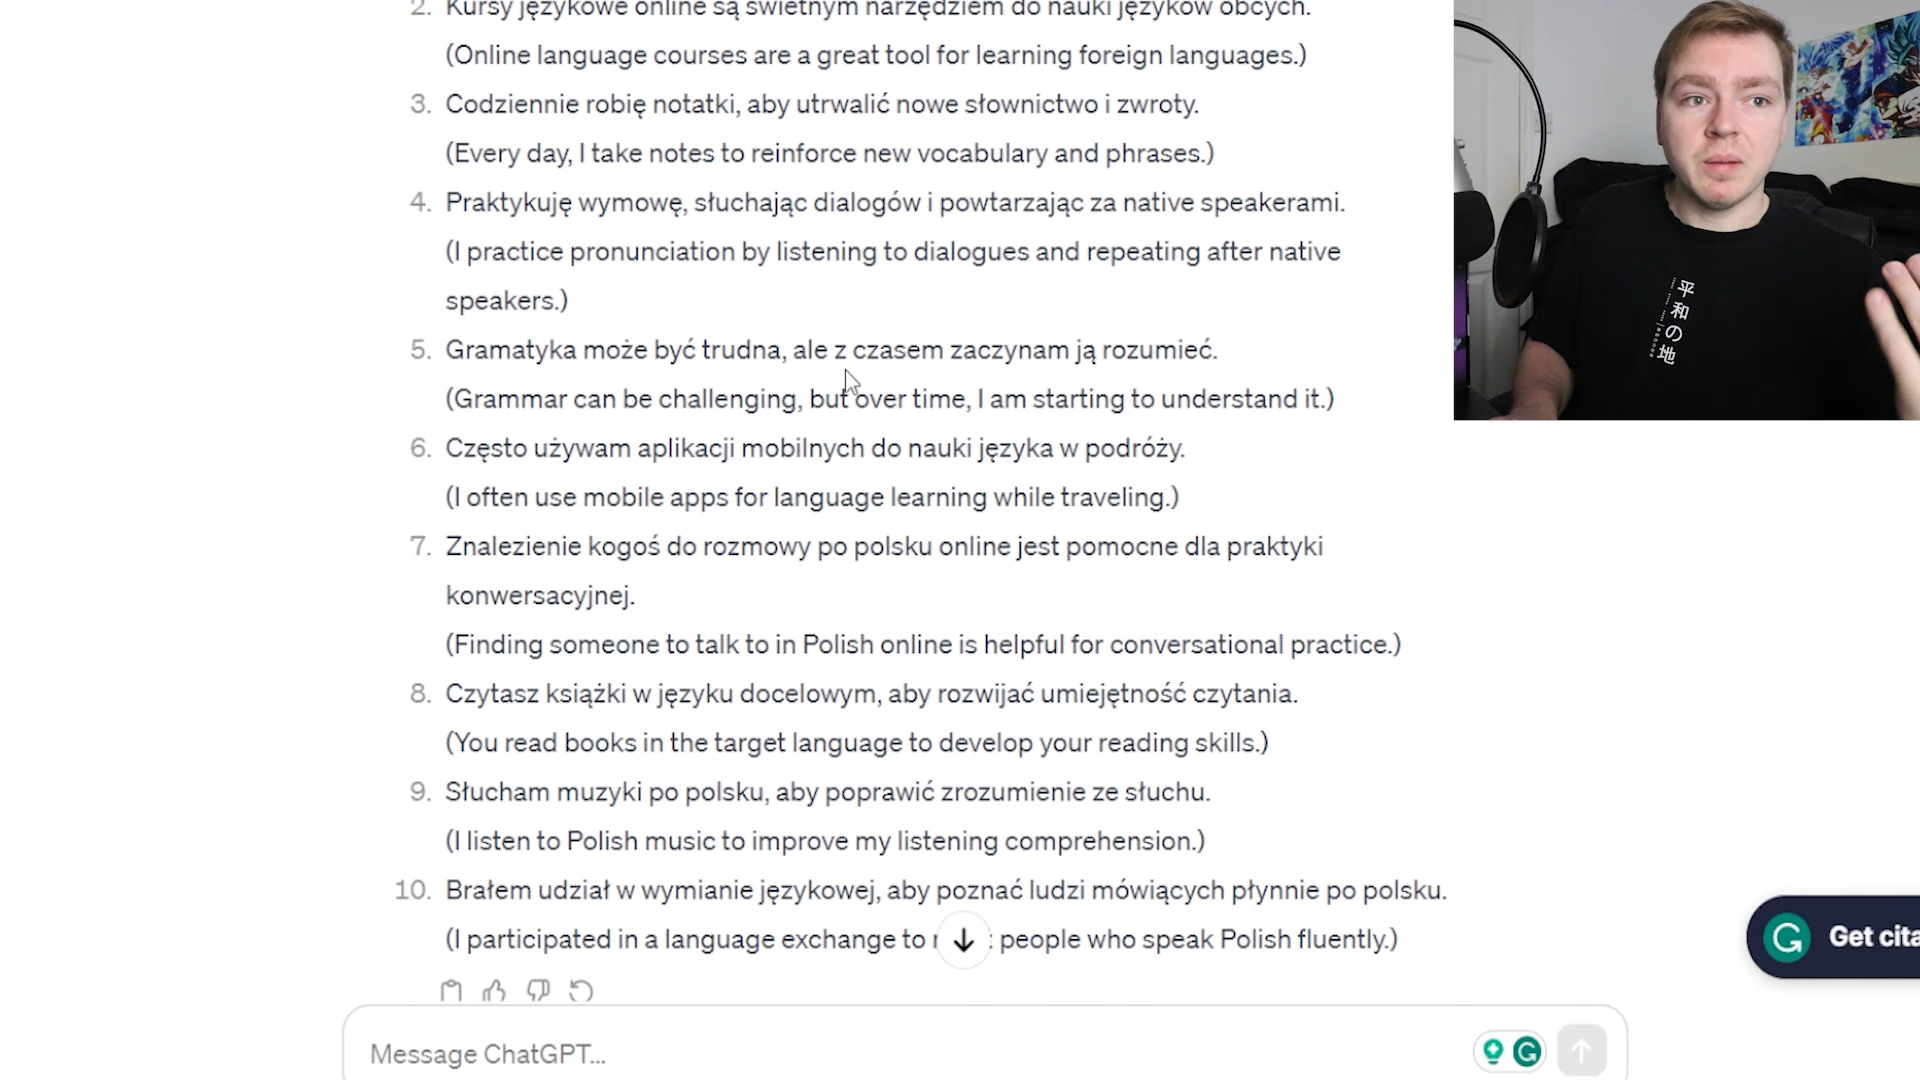 2. Kursy językowe online są świetnym narzędziem do nauki języków obcych.
(Online language courses are a great tool for learning foreign languages.)
3. Codziennie robię notatki, aby utrwalić nowe słownictwo i zwroty.
(Every day, I take notes to reinforce new vocabulary and phrases.)
4. Praktykuję wymowę, słuchając dialogów i powtarzając za native speakerami.
(I practice pronunciation by listening to dialogues and repeating after native
speakers.)
5. Gramatyka może być trudna, ale z czasem zaczynam ją rozumieć.
(Grammar can be challenging, but over time, I am starting to understand it.)
6. Często używam aplikacji mobilnych do nauki języka w podróży.
(I often use mobile apps for language learning while traveling.)
7. Znalezienie kogoś do rozmowy po polsku online jest pomocne dla praktyki
konwersacyjnej.
(Finding someone to talk to in Polish online is helpful for conversational practice.)
8. Czytasz książki w języku docelowym, aby rozwijać umiejętność czytania.
(You read books in the target language to develop your reading skills.)
9. Słucham muzyki po polsku, aby poprawić zrozumienie ze słuchu.
(I listen to Polish music to improve my listening comprehension.)
10. Brałem udział w wymianie językowej, aby poznać ludzi mówiących płynnie po polsku.
(I participated in a language exchange to people who speak Polish fluently.)
Message ChatGPT...
Get cita
平和の地